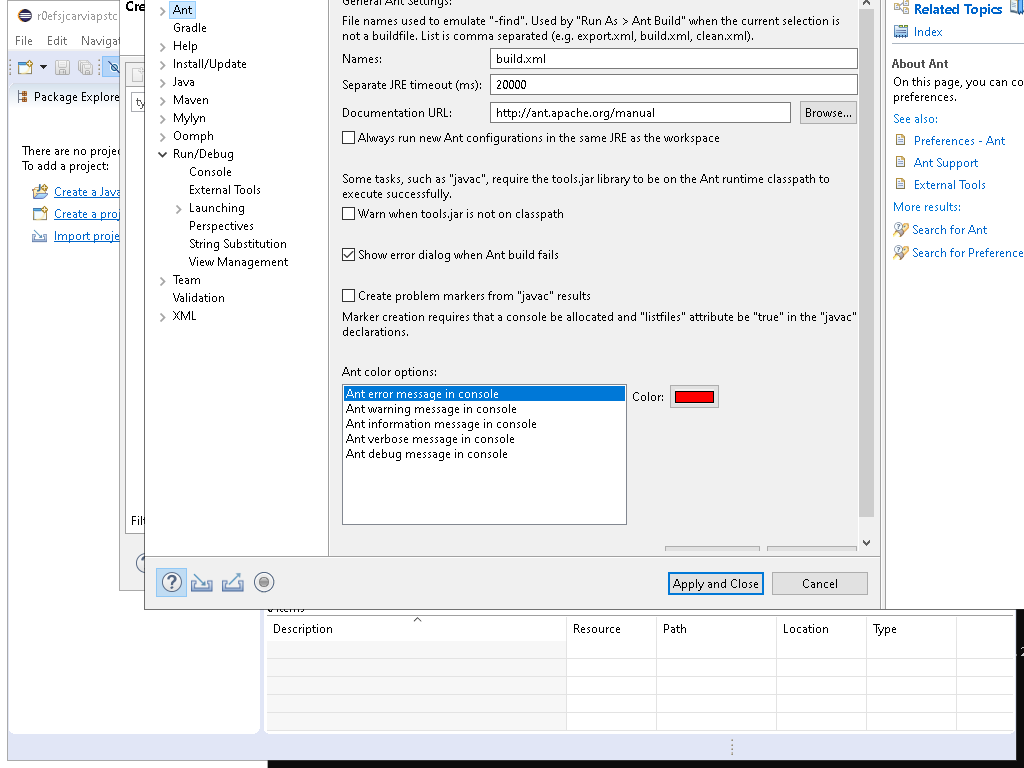 r0efsjcarviapstc
File Edit Naviga
Package Explore
There are no projec
To add a project:
Create a Java
Create a proj
Import proje
Cre
ty
Filt
Ant
Gradle
Help
Install/Update
Java
Maven
Mylyn
Oomph
Run/Debug
Console
External Tools
Launching
Perspectives
String Substitution
View Management
Team
Validation
XML
General Ant Settings:
File names used to emulate "-find". Used by "Run As > Ant Build" when the current selection is
not a buildfile. List is comma separated (e.g. export.xml, build.xml, clean.xml).
Names: build.xml
Separate JRE timeout (ms): 20000
Documentation URL: http://ant.apache.org/manual Browse...
Always run new Ant configurations in the same JRE as the workspace
Some tasks, such as "javac", require the tools.jar library to be on the Ant runtime classpath to
execute successfully.
Warn when tools.jar is not on classpath
Show error dialog when Ant build fails
Create problem markers from "javac" results
Marker creation requires that a console be allocated and "listfiles" attribute be "true" in the "javac"
declarations.
Ant color options:
Ant error message in console
Ant warning message in console
Ant information message in console
Ant verbose message in console
Ant debug message in console
Color:
Apply and Close Cancel
Related Topics
Index
About Ant
On this page, you can co
preferences.
See also:
Preferences - Ant
Ant Support
External Tools
More results:
Search for Ant
Search for Preference
0 items
Description Resource Path Location Type